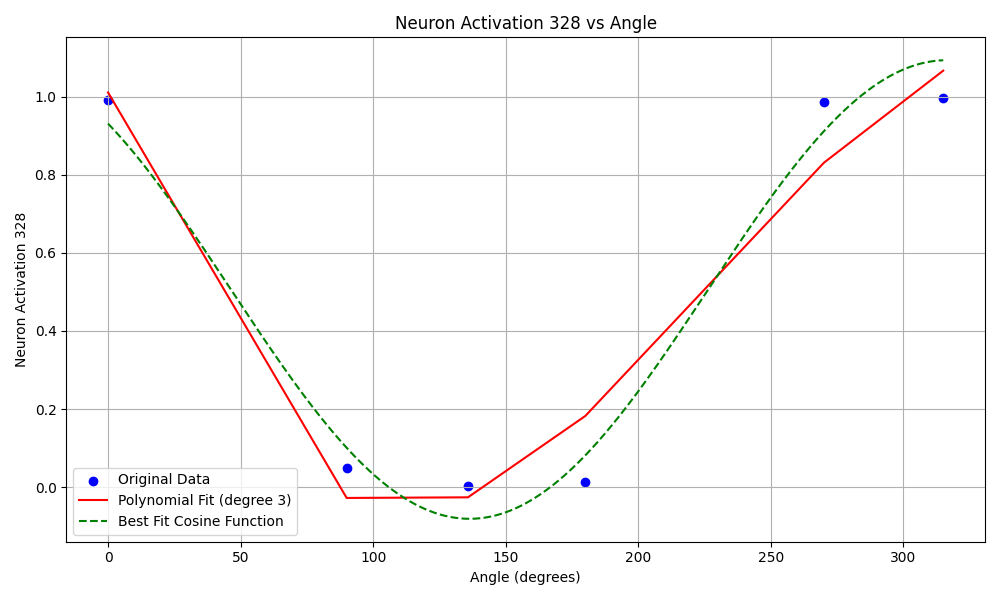 Neuron Activation 328 vs Angle
Neuron Activation 328
1.0
0.8
0.6
0.4
0.2
0.0
Original Data
Polynomial Fit (degree 3)
Best Fit Cosine Function
0 50 100 150 200 250 300
Angle (degrees)